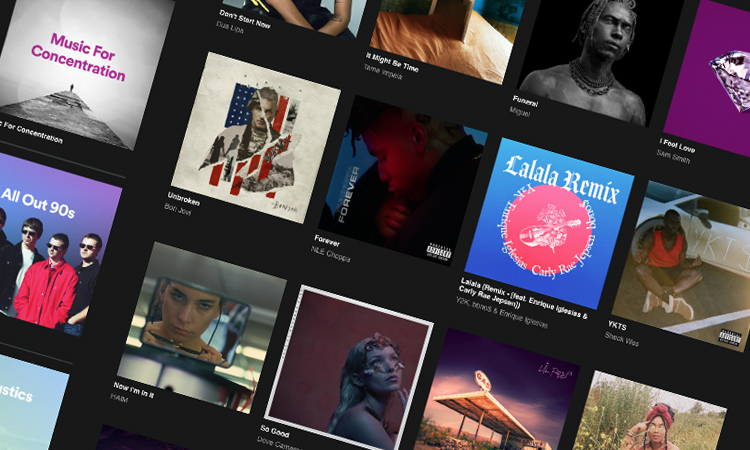 Don't Start Now
Dua Lipa
It Might Be Time
Tame Impala
Funeral
Miguel
I Feel Love
Sam Smith
Music For
Concentration
c For Concentration
Unbroken
Bon Jovi
FOREVER
Forever
NLE Choppa
Lalala Remix
Y2K bbno$
Enrique Iglesias Carly Rae Jepsen
Lalala (Remix - [feat. Enrique Iglesias &
Carly Rae Jepsen])
Y2K, bbno$ & Enrique Iglesias
YKTS
YKTS
Sheck Wes
All Out 90s
Now I'm In It
HAIM
So Good
Dove Cameron
Lil Peep
GAS
ustics